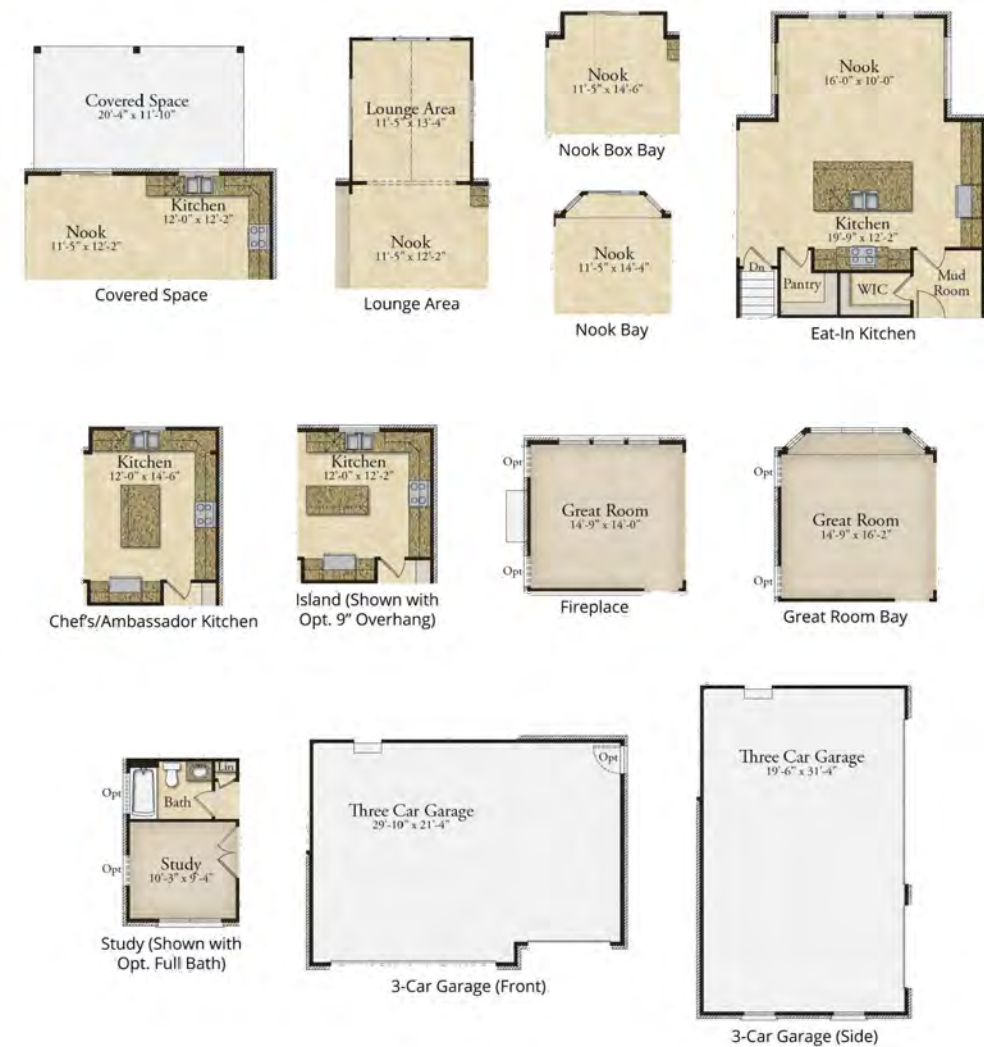 Covered Space
20'-4" x 11'-10"
Nook
11'-5" x 12'-2"
Kitchen
12'-0" x 12'-2"
Covered Space
Lounge Area
11'-5" x 13'-4"
Nook
11'-5" x 12'-2"
Lounge Area
Nook
11'-5" x 14'-6"
Nook Box Bay
Nook
11'-5" x 14'-4"
Nook Bay
Nook
16'-0" x 10'-0"
Kitchen
19'-9" x 12'-2"
Dn
Pantry
WIC
Mud
Room
Eat-In Kitchen
Kitchen
12'-0" x 14'-6"
Chef's/Ambassador Kitchen
Kitchen
12'-0" x 12'-2"
Island (Shown with
Opt. 9" Overhang)
Opt
Great Room
14'-9" x 14'-0"
Opt
Fireplace
Opt
Great Room
14'-9" x 16'-2"
Opt
Great Room Bay
Opt
Lin
Bath
Opt
Study
10'-3" x 9'-4"
Study (Shown with
Opt. Full Bath)
Opt
Three Car Garage
29'-10" x 21'-4"
3-Car Garage (Front)
Three Car Garage
19'-6" x 31'-4"
3-Car Garage (Side)